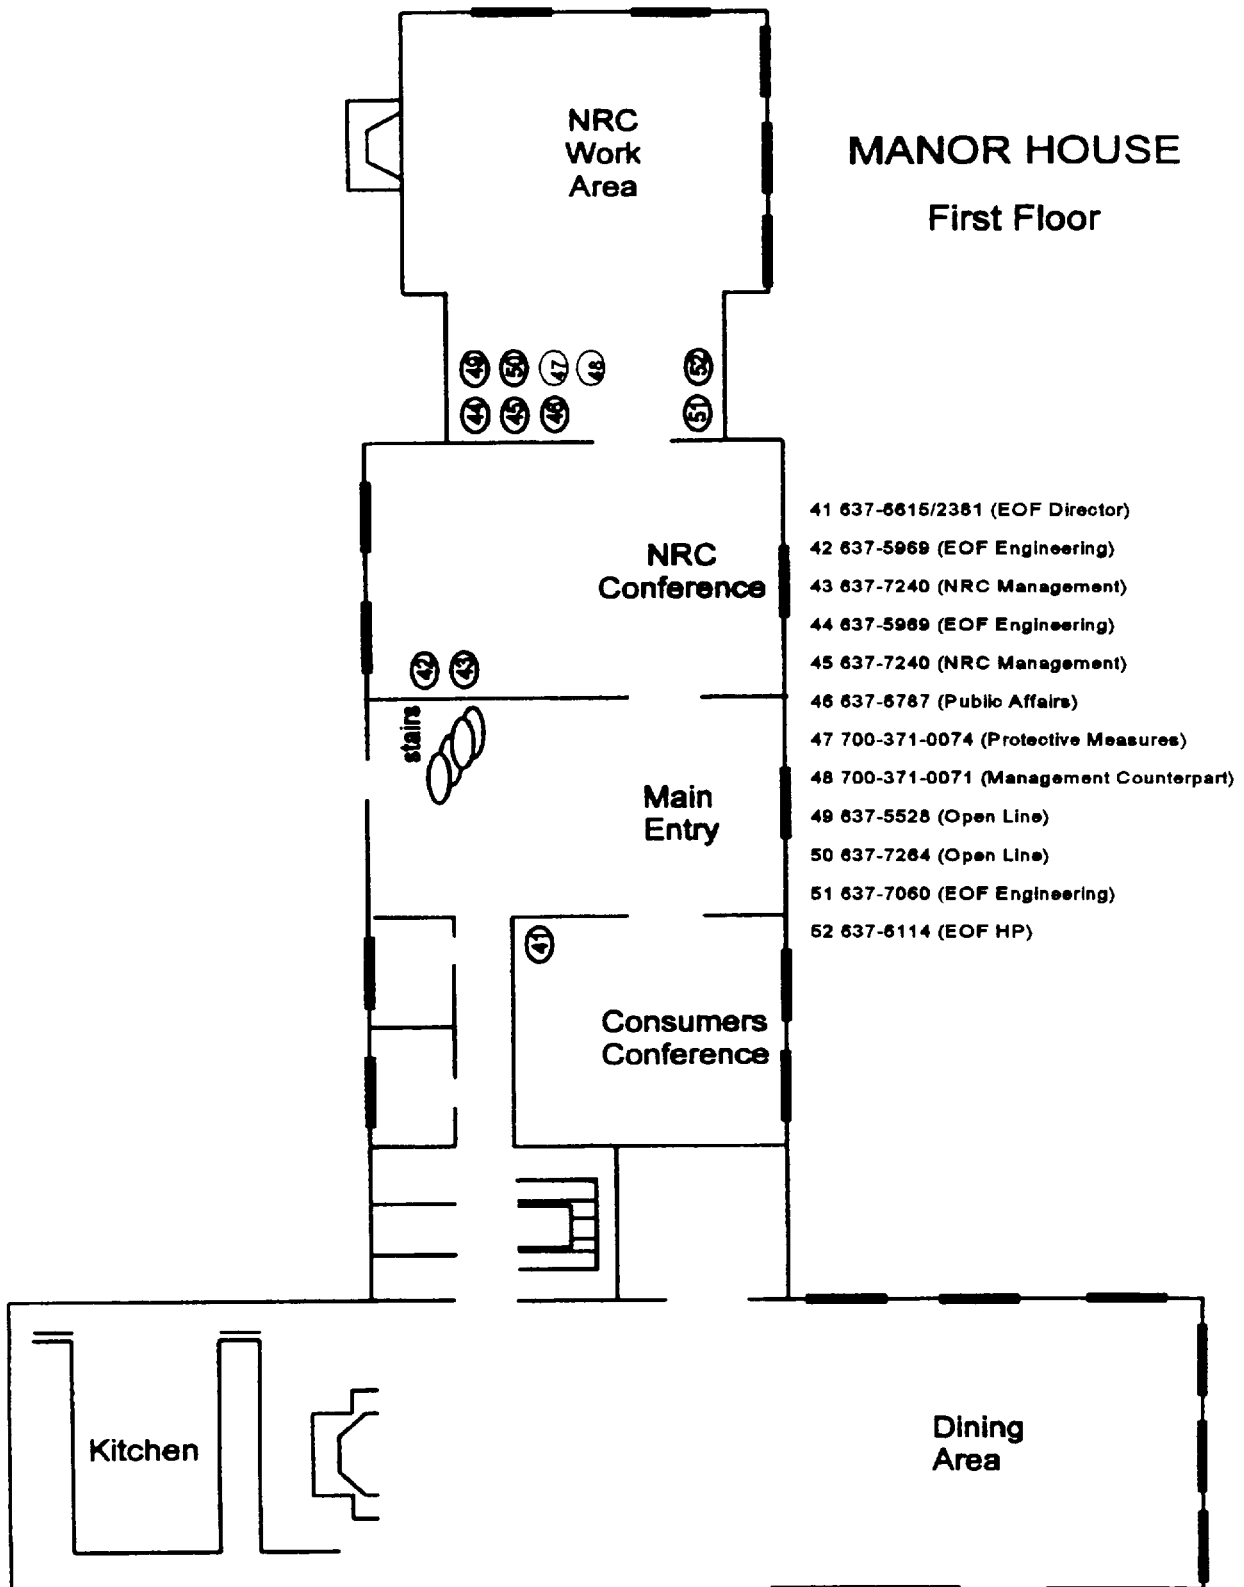 NRC
Work
Area
MANOR HOUSE
First Floor
49 50 47 48 52
44 45 46 51
NRC
Conference
42 43
stairs
Main
Entry
41
Consumers
Conference
41 637-6615/2381 (EOF Director)
42 637-5969 (EOF Engineering)
43 637-7240 (NRC Management)
44 637-5969 (EOF Engineering)
45 637-7240 (NRC Management)
46 637-6787 (Public Affairs)
47 700-371-0074 (Protective Measures)
48 700-371-0071 (Management Counterpart)
49 637-5528 (Open Line)
50 637-7264 (Open Line)
51 637-7060 (EOF Engineering)
52 637-6114 (EOF HP)
Kitchen
Dining
Area